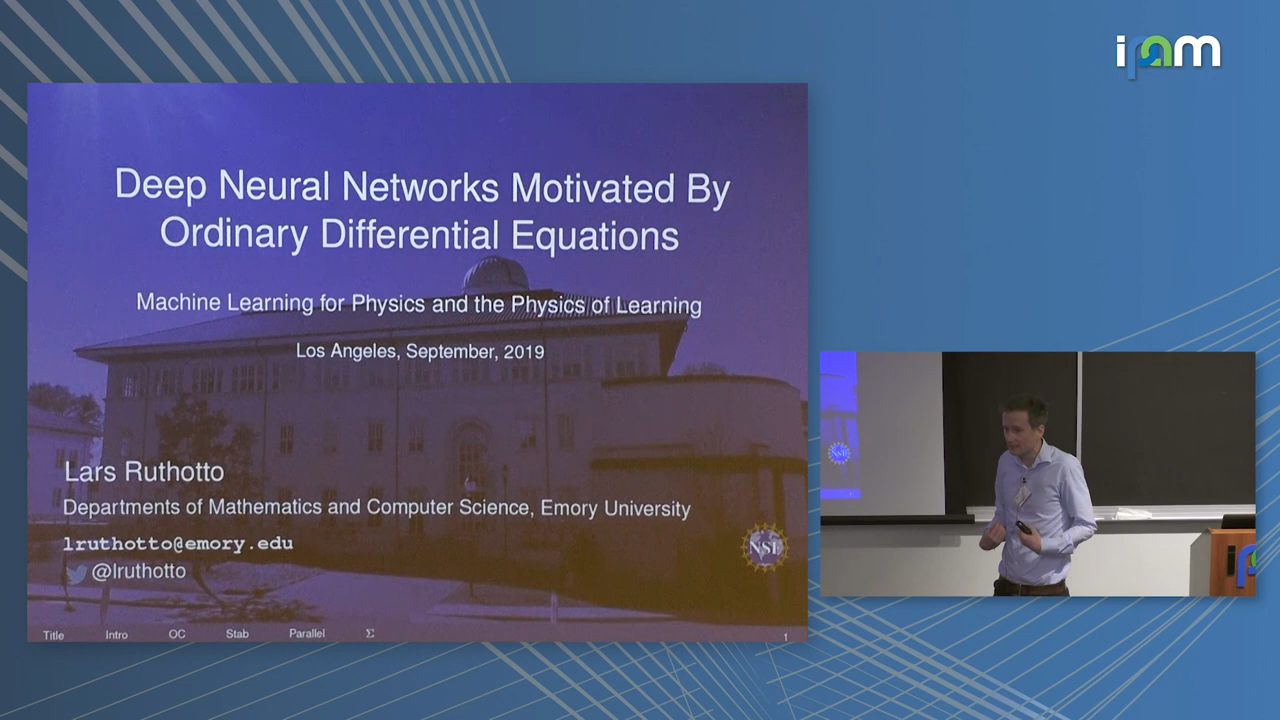 ipam
Deep Neural Networks Motivated By
Ordinary Differential Equations
Machine Learning for Physics and the Physics of Learning
Los Angeles, September, 2019
Lars Ruthotto
Departments of Mathematics and Computer Science, Emory University
lruthotto@emory.edu
@lruthotto
NSF
Title Intro OC Stab Parallel Σ
1
NSF